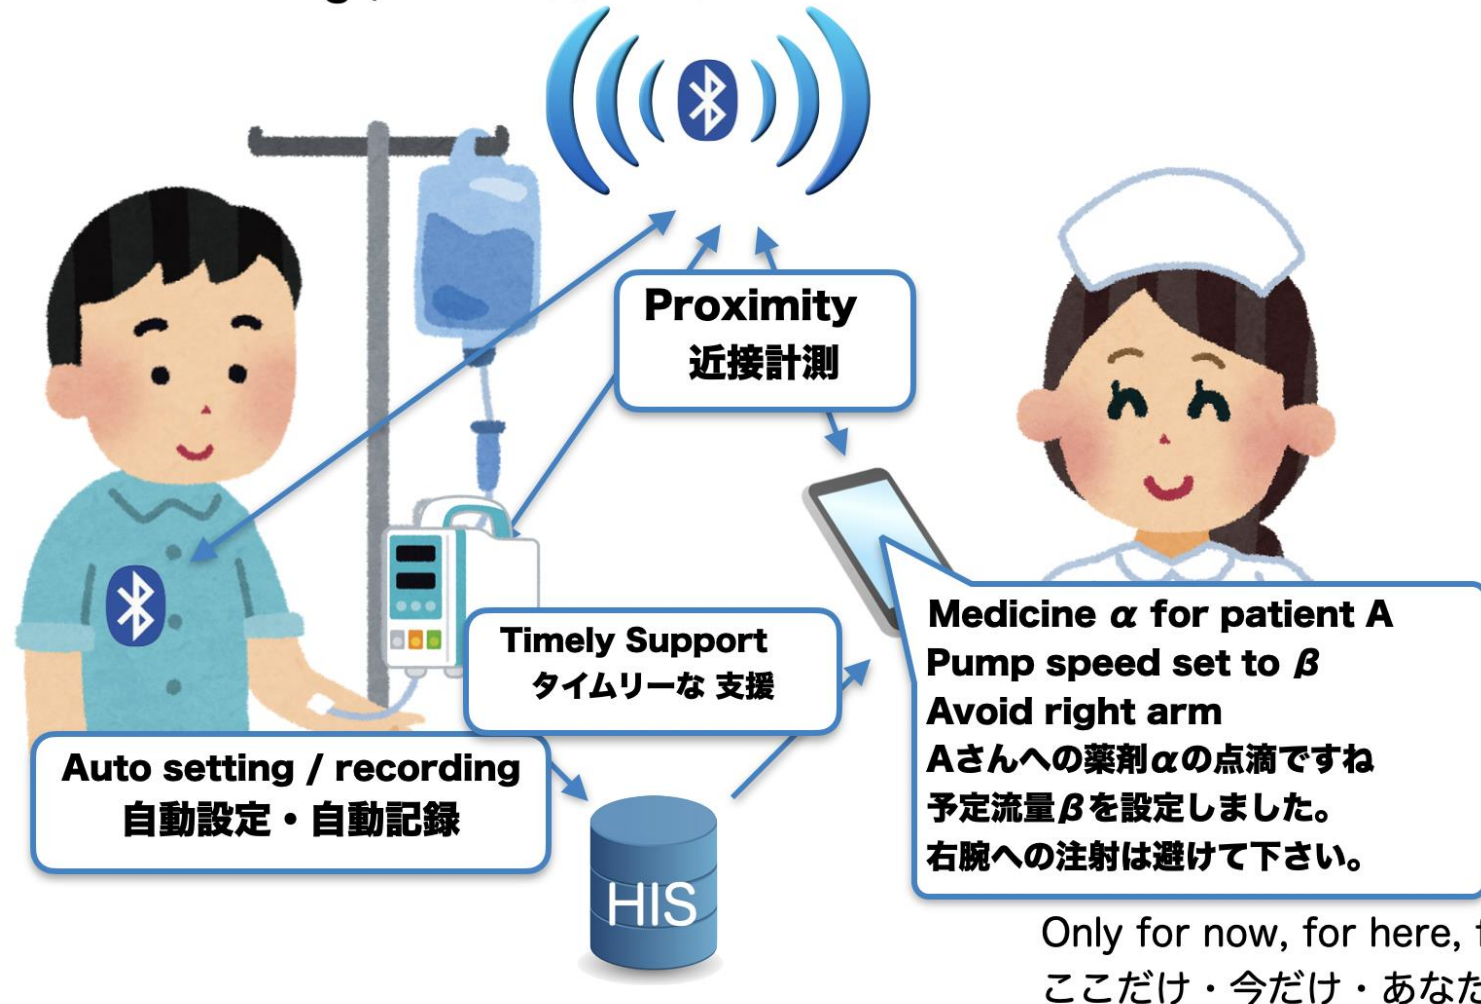 Proximity
近接計測
Timely Support
タイムリーな 支援
Medicine α for patient A
Pump speed set to β
Avoid right arm
Aさんへの薬剤αの点滴ですね
予定流量βを設定しました。
右腕への注射は避けて下さい。
Auto setting / recording
自動設定・自動記録
HIS
Only for now, for here,
ここだけ・今だけ・あなた